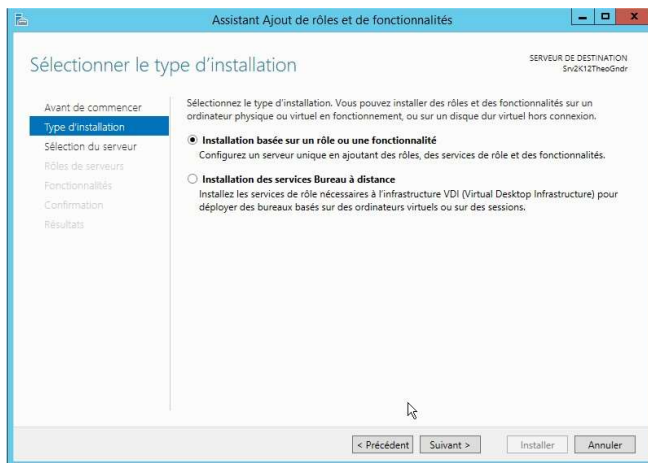 Assistant Ajout de rôles et de fonctionnalités
Sélectionner le type d'installation
SERVEUR DE DESTINATION
Srv2K12TheoGndr
Avant de commencer
Type d'installation
Sélection du serveur
Rôles de serveurs
Fonctionnalités
Confirmation
Résultats
Sélectionnez le type d'installation. Vous pouvez installer des rôles et des fonctionnalités sur un
ordinateur physique ou virtuel en fonctionnement, ou sur un disque dur virtuel hors connexion.
Installation basée sur un rôle ou une fonctionnalité
Configurez un serveur unique en ajoutant des rôles, des services de rôle et des fonctionnalités.
Installation des services Bureau à distance
Installez les services de rôle nécessaires à l'infrastructure VDI (Virtual Desktop Infrastructure) pour
déployer des bureaux basés sur des ordinateurs virtuels ou sur des sessions.
< Précédent
Suivant >
Installer
Annuler